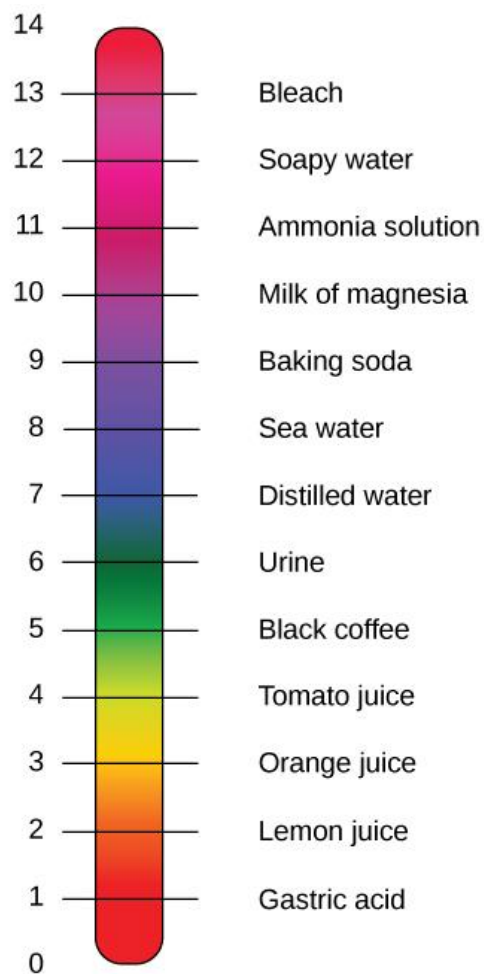 14
13 Bleach
12 Soapy water
11 Ammonia solution
10 Milk of magnesia
9 Baking soda
8 Sea water
7 Distilled water
6 Urine
5 Black coffee
4 Tomato juice
3 Orange juice
2 Lemon juice
1 Gastric acid
0